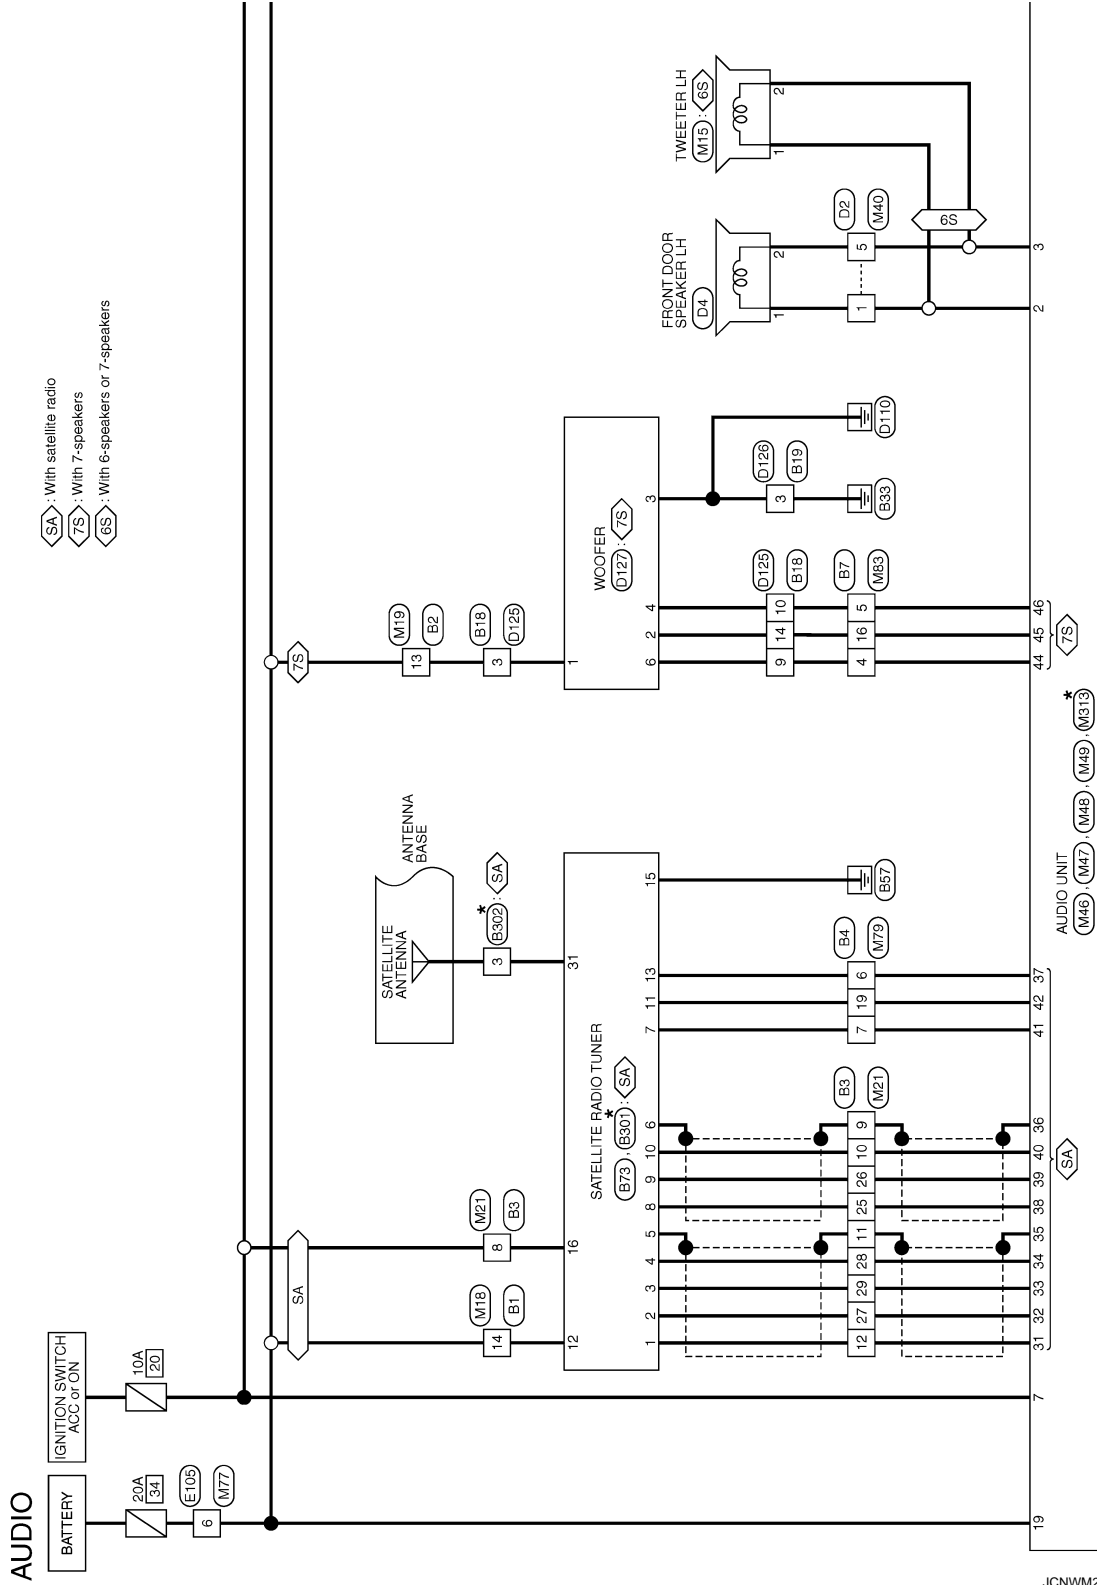 AUDIO
BATTERY
20A
34
E105
M77
6
19
IGNITION SWITCH
ACC or ON
10A
20
7
SA : With satellite radio
7S : With 7-speakers
6S : With 6-speakers or 7-speakers
SA
M18
B1
14
12
M21
B3
8
16
SATELLITE
ANTENNA
ANTENNA
BASE
3
B302 * : SA
31
SATELLITE RADIO TUNER
B73 , B301 * : SA
1 2 3 4 5 8 9 10 6 7 11 13 15
12 27 29 28 11 25 26 10 9
B3
M21
7 19 6
B4
M79
B57
31 32 33 34 35 38 39 40 36 41 42 37
SA
7S
M19
B2
13
B18
D125
3
1
WOOFER
D127 : 7S
6 2 4 3
9 14 10
D125
B18
4 16 5
B7
M83
44 45 46
7S
3
D126
B19
B33
D110
FRONT DOOR
SPEAKER LH
D4
1 2
1 5
D2
M40
TWEETER LH
M15 : 6S
1 2
6S
2 3
AUDIO UNIT
M46 , M47 , M48 , M49 , M313 *
JCNWM2